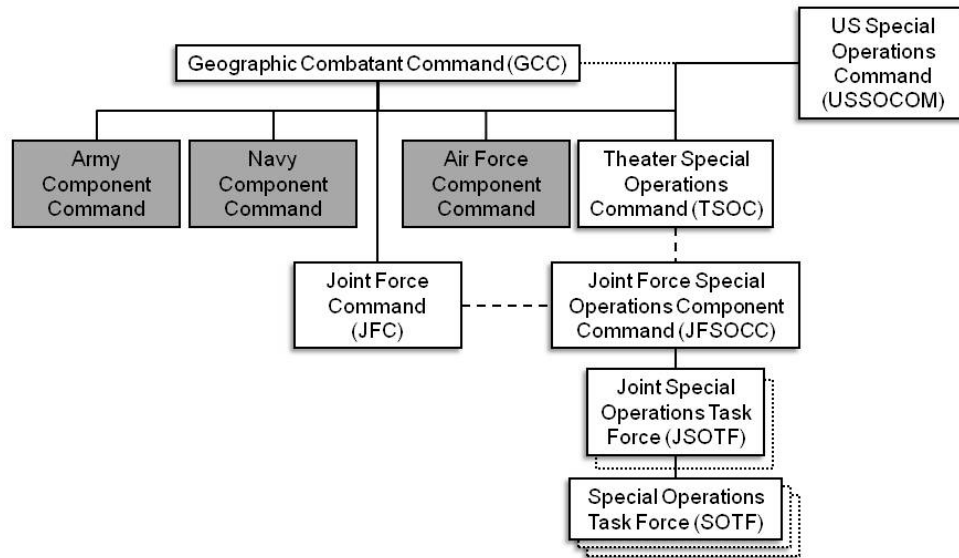 Geographic Combatant Command (GCC)
US Special
Operations
Command
(USSOCOM)
Army
Component
Command
Navy
Component
Command
Air Force
Component
Command
Theater Special
Operations
Command (TSOC)
Joint Force
Command
(JFC)
Joint Force Special
Operations Component
Command (JFSOCC)
Joint Special
Operations Task
Force (JSOTF)
Special Operations
Task Force (SOTF)